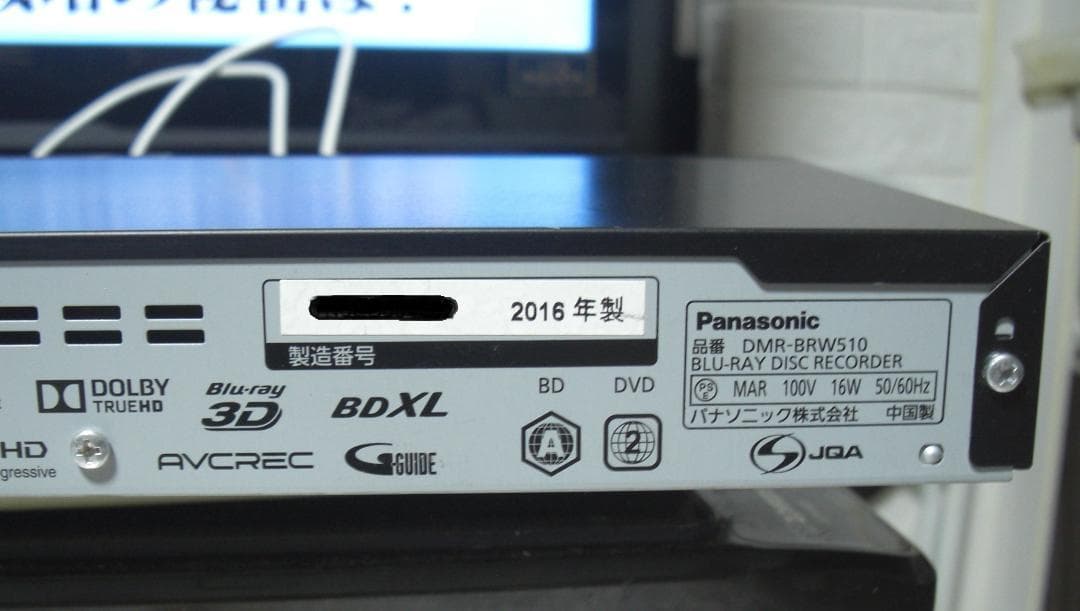 2016 年製
製造番号
Panasonic
品番 DMR-BRW510
BLU-RAY DISC RECORDER
PS E MAR 100V 16W 50/60Hz
パナソニック株式会社 中国製
DOLBY
TRUEHD
Blu-ray
3D
BDXL
BD DVD
A 2
HD
gressive
AVCREC
G-GUIDE
JQA